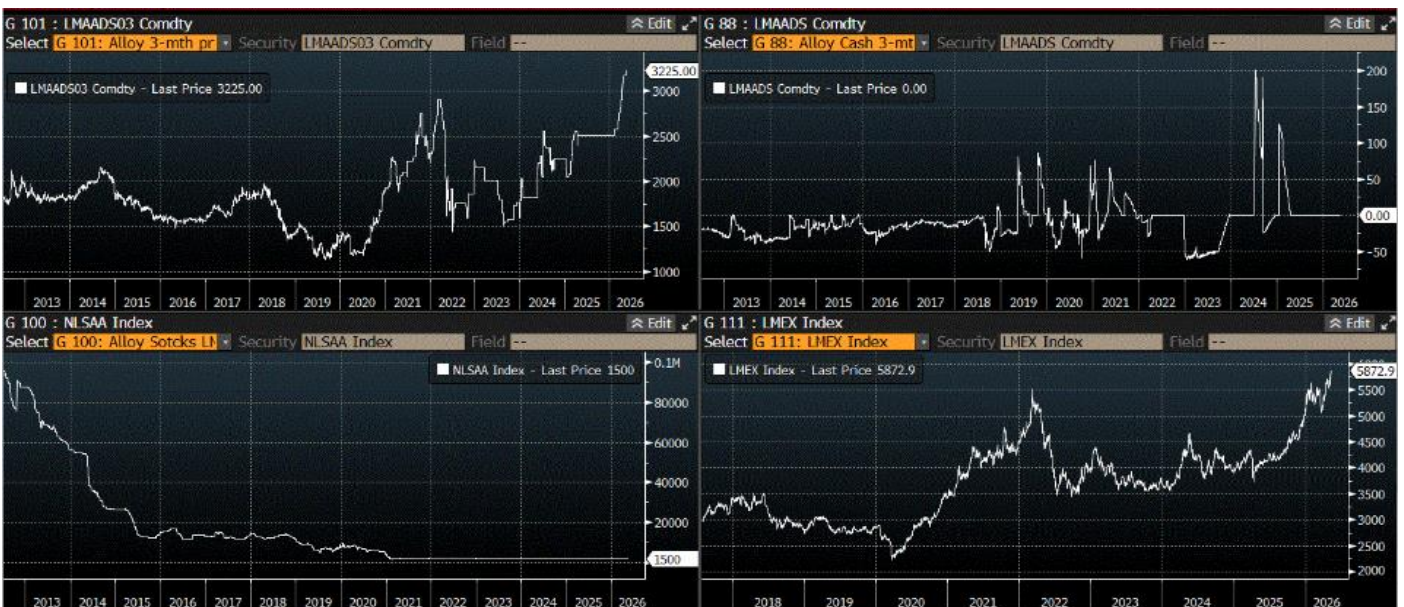 G 101 : LMAADS03 Comdty
Edit
Select G 101: Alloy 3-mth pr Security LMAADS03 Comdty Field --
LMAADS03 Comdty - Last Price 3225.00
3225.00
3000
2500
2000
1500
1000
2013 2014 2015 2016 2017 2018 2019 2020 2021 2022 2023 2024 2025 2026
G 88 : LMAADS Comdty
Edit
Select G 88: Alloy Cash 3-mt Security LMAADS Comdty Field --
LMAADS Comdty - Last Price 0.00
200
150
100
50
0.00
-50
2013 2014 2015 2016 2017 2018 2019 2020 2021 2022 2023 2024 2025 2026
G 100 : NLSAA Index
Edit
Select G 100: Alloy Sotcks LM Security NLSAA Index Field --
NLSAA Index - Last Price 1500
0.1M
80000
60000
40000
20000
1500
2013 2014 2015 2016 2017 2018 2019 2020 2021 2022 2023 2024 2025 2026
G 111 : LMEX Index
Edit
Select G 111: LMEX Index Security LMEX Index Field --
LMEX Index - Last Price 5872.9
5872.9
5500
5000
4500
4000
3500
3000
2500
2000
2018 2019 2020 2021 2022 2023 2024 2025 2026